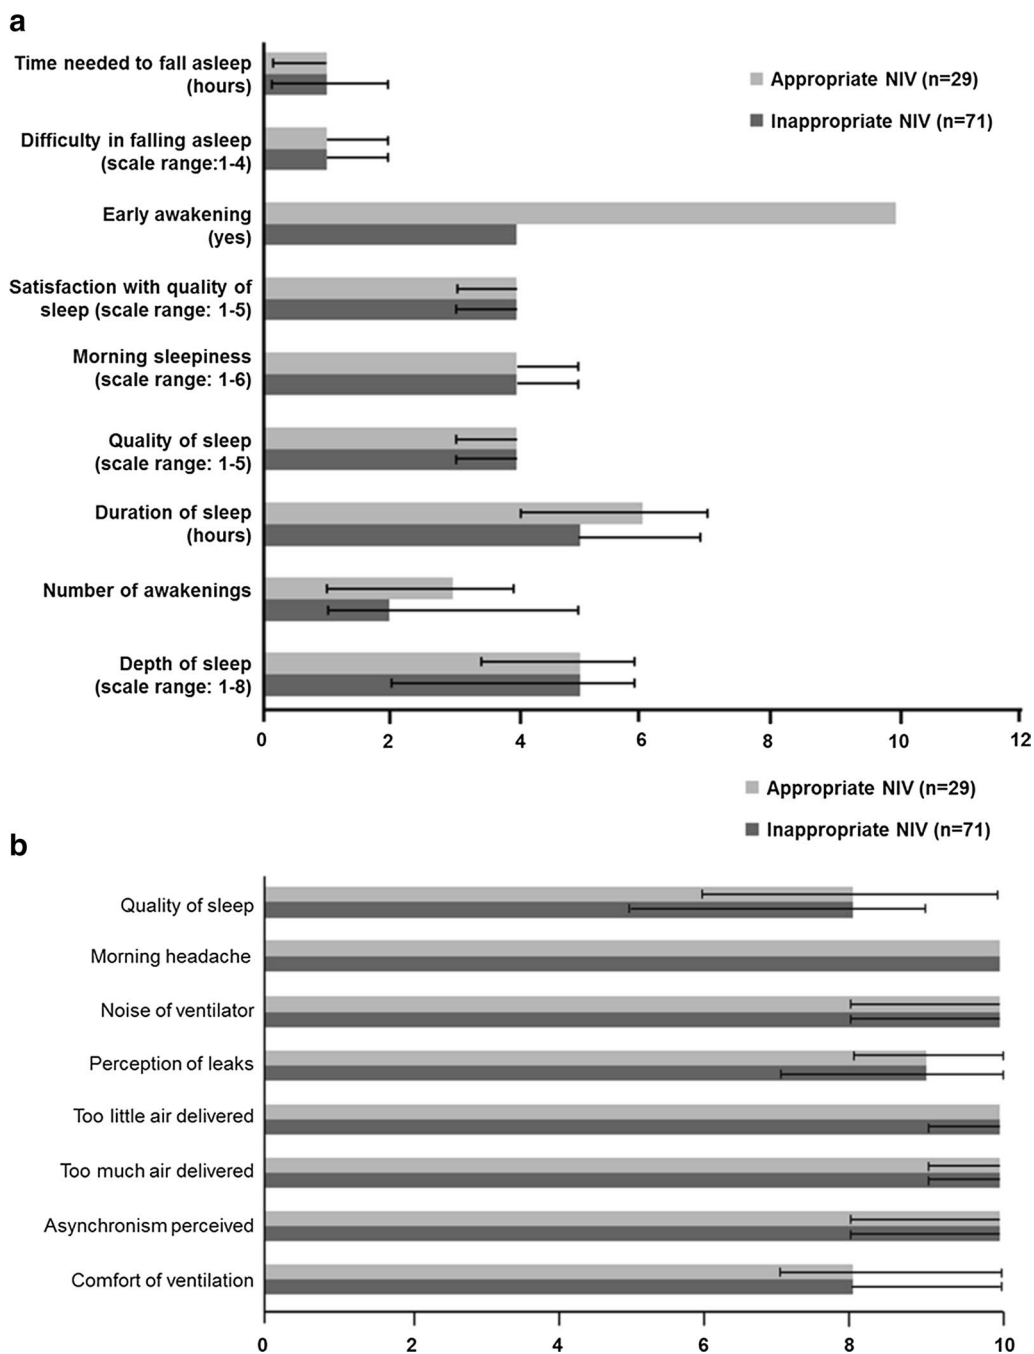 a
Time needed to fall asleep
(hours)
Appropriate NIV (n=29)
Inappropriate NIV (n=71)
Difficulty in falling asleep
(scale range:1-4)
Early awakening
(yes)
Satisfaction with quality of
sleep (scale range: 1-5)
Morning sleepiness
(scale range: 1-6)
Quality of sleep
(scale range: 1-5)
Duration of sleep
(hours)
Number of awakenings
Depth of sleep
(scale range: 1-8)
0 2 4 6 8 10 12
Appropriate NIV (n=29)
Inappropriate NIV (n=71)
b
Quality of sleep
Morning headache
Noise of ventilator
Perception of leaks
Too little air delivered
Too much air delivered
Asynchronism perceived
Comfort of ventilation
0 2 4 6 8 10